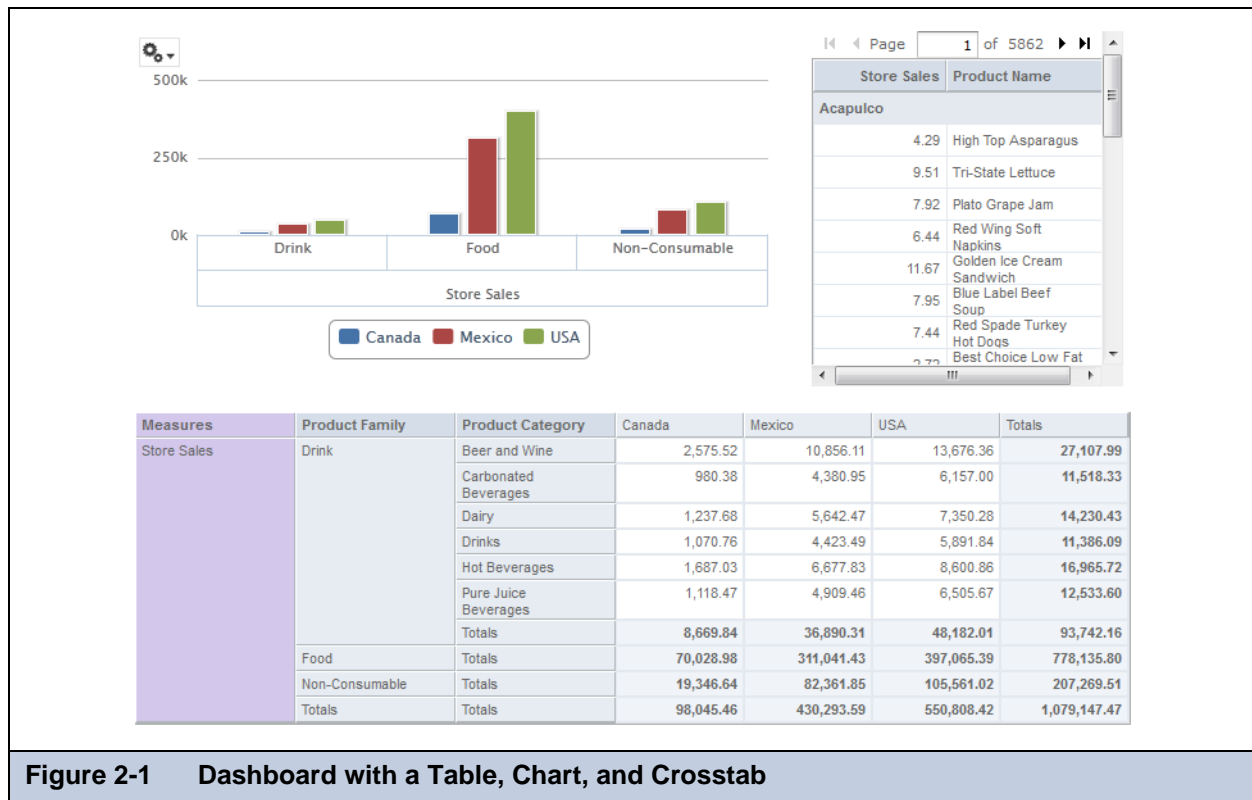 500k
250k
0k
Drink Food Non-Consumable
Store Sales
Canada Mexico USA
Page 1 of 5862
Store Sales Product Name
Acapulco
4.29 High Top Asparagus
9.51 Tri-State Lettuce
7.92 Plato Grape Jam
6.44 Red Wing Soft
Napkins
11.67 Golden Ice Cream
Sandwich
7.95 Blue Label Beef
Soup
7.44 Red Spade Turkey
Hot Dogs
Best Choice Low Fat
Measures Product Family Product Category Canada Mexico USA Totals
Store Sales Drink Beer and Wine 2,575.52 10,856.11 13,676.36 27,107.99
Carbonated 980.38 4,380.95 6,157.00 11,518.33
Beverages
Dairy 1,237.68 5,642.47 7,350.28 14,230.43
Drinks 1,070.76 4,423.49 5,891.84 11,386.09
Hot Beverages 1,687.03 6,677.83 8,600.86 16,965.72
Pure Juice 1,118.47 4,909.46 6,505.67 12,533.60
Beverages
Totals 8,669.84 36,890.31 48,182.01 93,742.16
Food Totals 70,028.98 311,041.43 397,065.39 778,135.80
Non-Consumable Totals 19,346.64 82,361.85 105,561.02 207,269.51
Totals Totals 98,045.46 430,293.59 550,808.42 1,079,147.47
Figure 2-1 Dashboard with a Table, Chart, and Crosstab